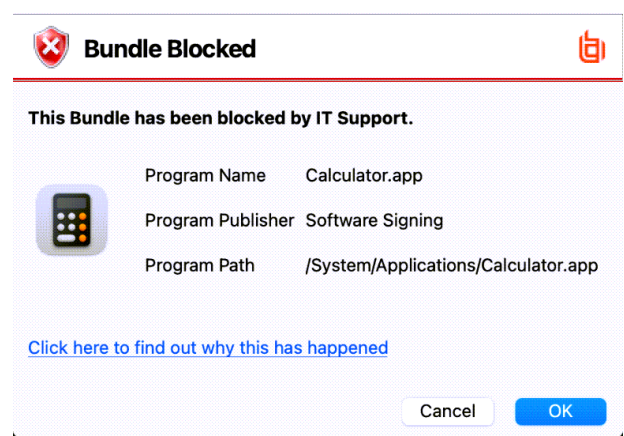 Bundle Blocked
This Bundle has been blocked by IT Support.
Program Name Calculator.app
Program Publisher Software Signing
Program Path /System/Applications/Calculator.app
Click here to find out why this has happened
Cancel OK